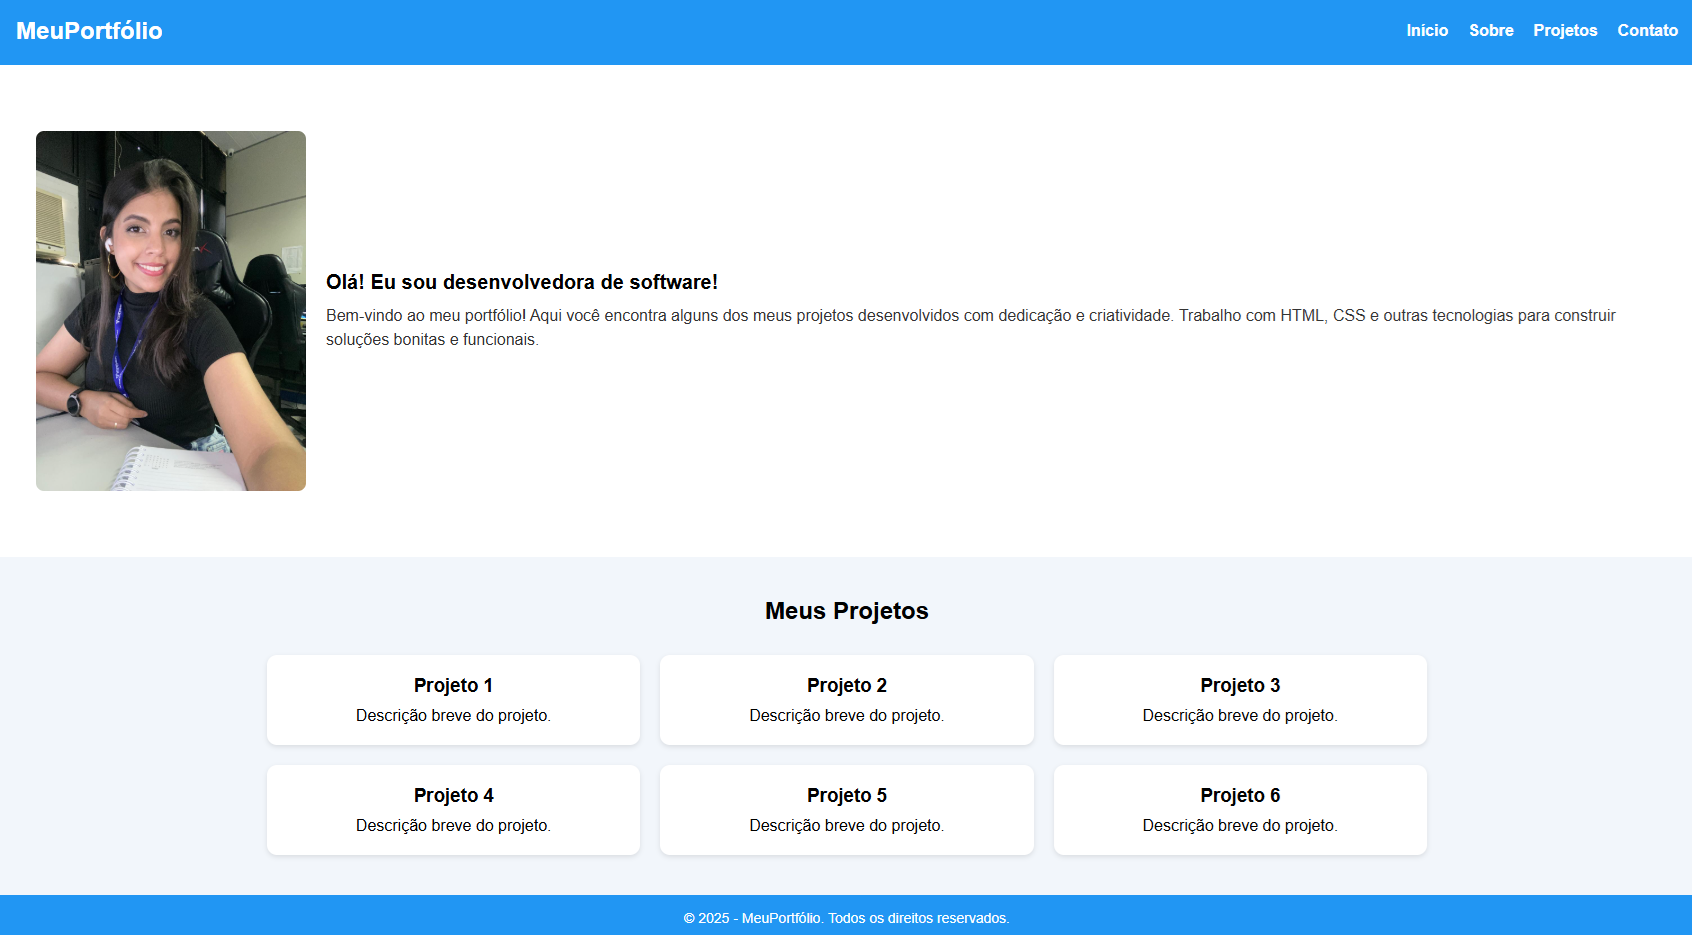 MeuPortfólio
Início Sobre Projetos Contato
Olá! Eu sou desenvolvedora de software!
Bem-vindo ao meu portfólio! Aqui você encontra alguns dos meus projetos desenvolvidos com dedicação e criatividade. Trabalho com HTML, CSS e outras tecnologias para construir
soluções bonitas e funcionais.
Meus Projetos
Projeto 1
Descrição breve do projeto.
Projeto 2
Descrição breve do projeto.
Projeto 3
Descrição breve do projeto.
Projeto 4
Descrição breve do projeto.
Projeto 5
Descrição breve do projeto.
Projeto 6
Descrição breve do projeto.
© 2025 - MeuPortfólio. Todos os direitos reservados.